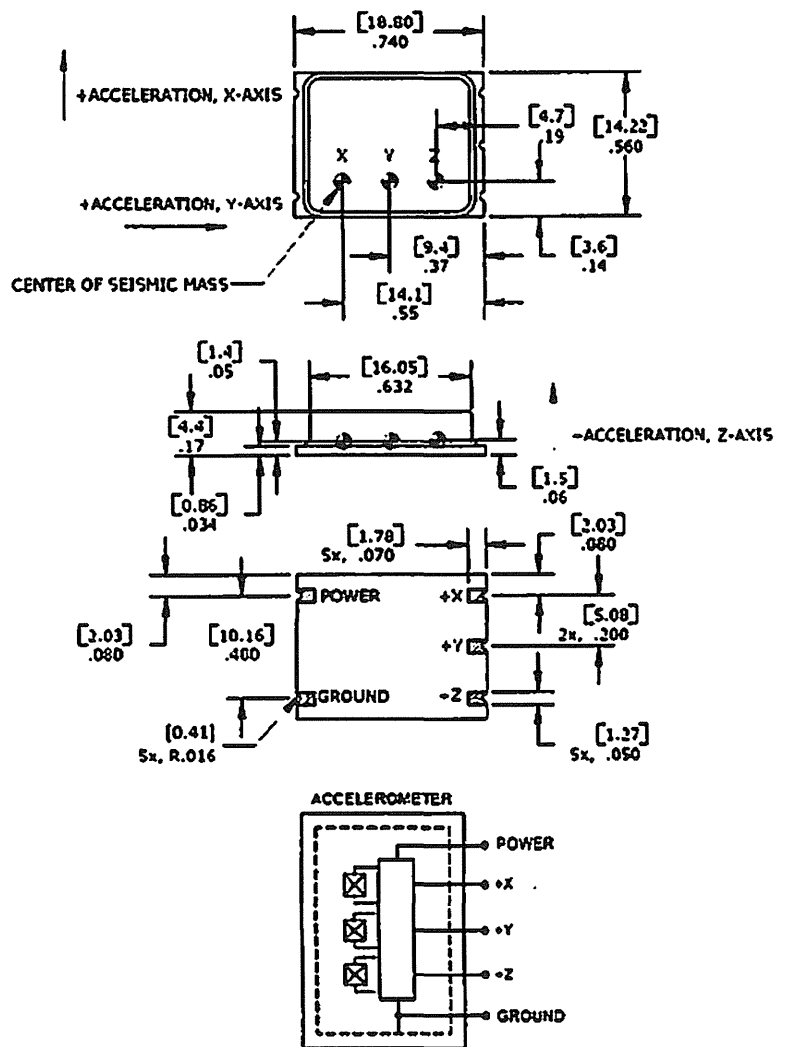 [18.80]
.740
+ACCELERATION, X-AXIS
[4.7]
.19
[14.22]
.560
X Y Z
+ACCELERATION, Y-AXIS
[9.4]
.37
[3.6]
.14
CENTER OF SEISMIC MASS
[14.1]
.55
[1.4]
.05
[16.05]
.632
[4.4]
.17
-ACCELERATION, Z-AXIS
[1.5]
.06
[0.86]
.034
[1.78]
5x, .070
[2.03]
.080
POWER +X
[5.08]
2x, .200
[2.03]
.080
[10.16]
.400
+Y
GROUND -Z
[0.41]
5x, R.016
[1.27]
5x, .050
ACCELEROMETER
POWER
+X
+Y
-Z
GROUND